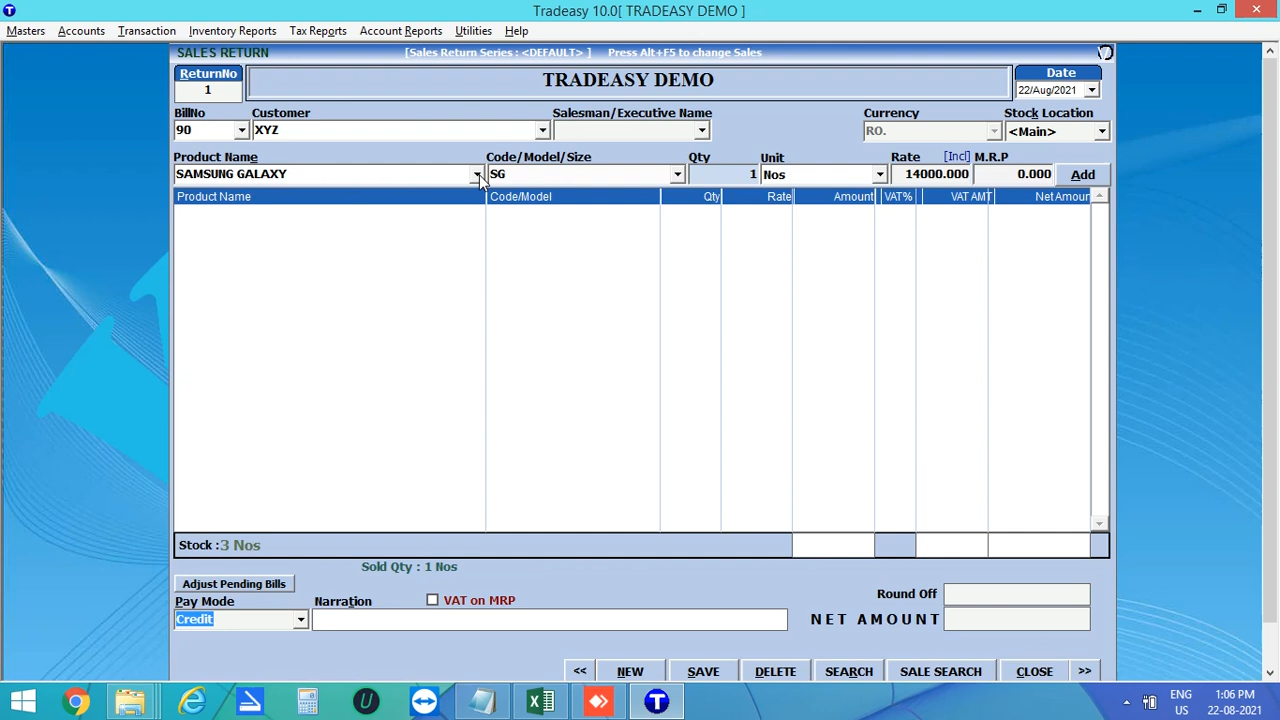 Tradeasy 10.0[ TRADEASY DEMO ]
Masters Accounts Transaction Inventory Reports Tax Reports Account Reports Utilities Help
SALES RETURN [Sales Return Series : <DEFAULT> ] Press Alt+F5 to change Sales
ReturnNo TRADEASY DEMO Date
1 22/Aug/2021
BillNo Customer Salesman/Executive Name Currency Stock Location
90 XYZ RO. <Main>
Product Name Code/Model/Size Qty Unit Rate [Incl] M.R.P
SAMSUNG GALAXY SG 1 Nos 14000.000 0.000 Add
Product Name Code/Model Qty Rate Amount VAT% VAT AMT Net Amoun
Stock : 3 Nos
Sold Qty : 1 Nos
Adjust Pending Bills Round Off
Pay Mode Narration VAT on MRP
Credit NET AMOUNT
<< NEW SAVE DELETE SEARCH SALE SEARCH CLOSE >>
ENG 1:06 PM
US 22-08-2021